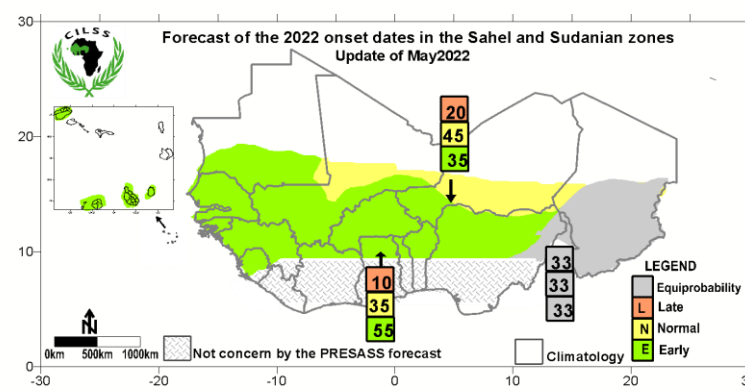 30
CILSS
Forecast of the 2022 onset dates in the Sahel and Sudanian zones
Update of May2022
20
45
35
20
10
33
33
33
10
35
55
LEGEND
Equiprobability
L Late
N Normal
E Early
N
0km 500km 1000km
Not concern by the PRESASS forecast
Climatology
0
-30 -20 -10 0 10 20